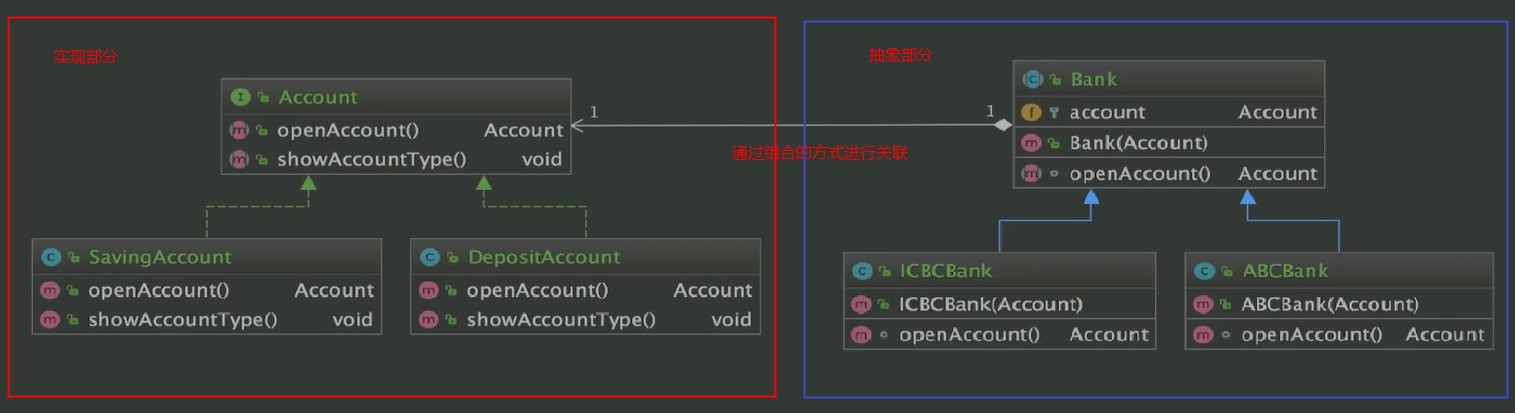 实现部分
Account
openAccount() Account
showAccountType() void
SavingAccount
openAccount() Account
showAccountType() void
DepositAccount
openAccount() Account
showAccountType() void
1
1
通过组合的方式进行关联
抽象部分
Bank
account Account
Bank(Account)
openAccount() Account
ICBCBank
ICBCBank(Account)
openAccount() Account
ABCBank
ABCBank(Account)
openAccount() Account